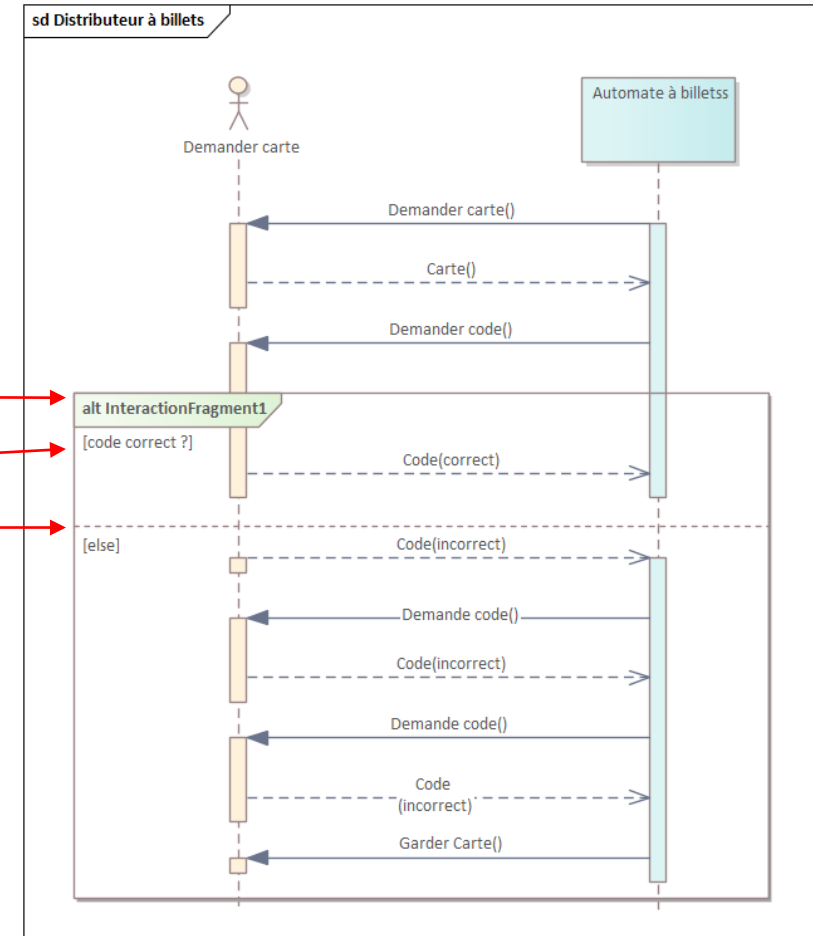 sd Distributeur à billets
Automate à billetss
Demander carte
Demander carte()
Carte()
Demander code()
alt InteractionFragment1
[code correct ?]
Code(correct)
[else]
Code(incorrect)
Demande code()
Code(incorrect)
Demande code()
Code
(incorrect)
Garder Carte()